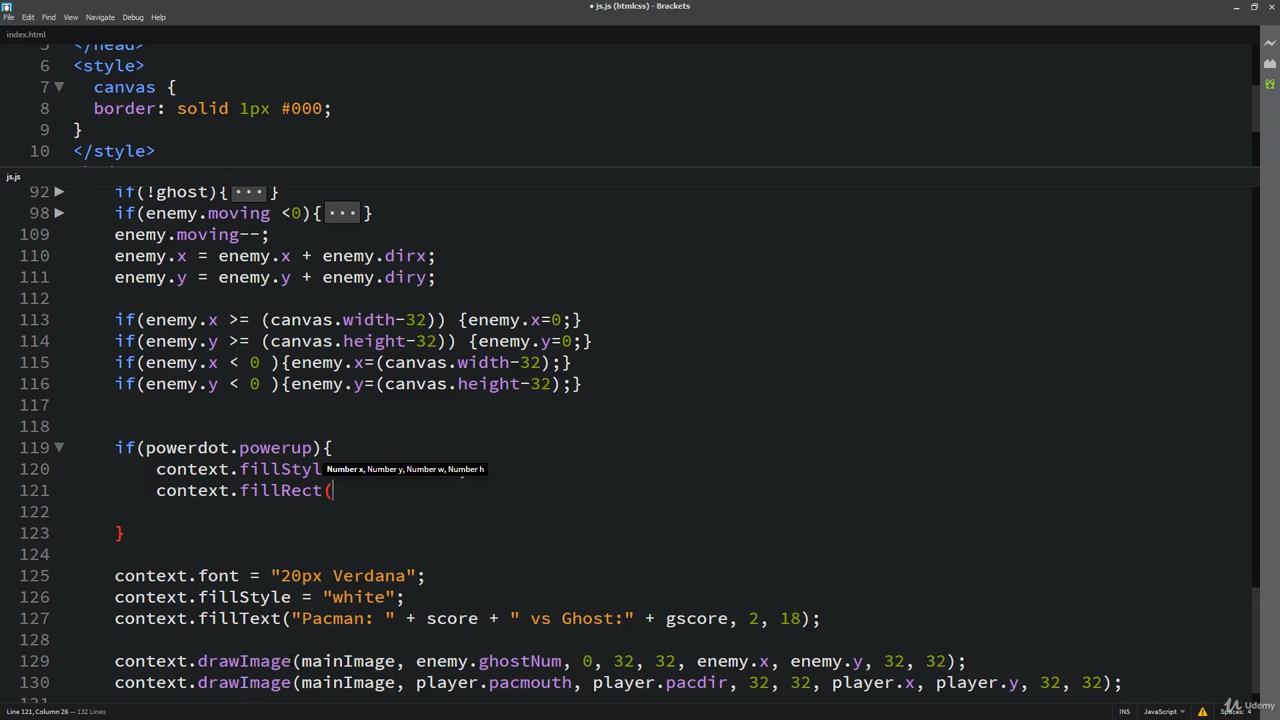 • js.js (htmlcss) - Brackets
File Edit Find View Navigate Debug Help
index.html
5 </head>
6 <style>
7 canvas {
8 border: solid 1px #000;
9 }
10 </style>
js.js
92 if(!ghost){ ••• }
98 if(enemy.moving <0){ ••• }
109 enemy.moving--;
110 enemy.x = enemy.x + enemy.dirx;
111 enemy.y = enemy.y + enemy.diry;
112
113 if(enemy.x >= (canvas.width-32)) {enemy.x=0;}
114 if(enemy.y >= (canvas.height-32)) {enemy.y=0;}
115 if(enemy.x < 0 ){enemy.x=(canvas.width-32);}
116 if(enemy.y < 0 ){enemy.y=(canvas.height-32);}
117
118
119 if(powerdot.powerup){
120 context.fillStyl Number x, Number y, Number w, Number h
121 context.fillRect(
122
123 }
124
125 context.font = "20px Verdana";
126 context.fillStyle = "white";
127 context.fillText("Pacman: " + score + " vs Ghost:" + gscore, 2, 18);
128
129 context.drawImage(mainImage, enemy.ghostNum, 0, 32, 32, enemy.x, enemy.y, 32, 32);
130 context.drawImage(mainImage, player.pacmouth, player.pacdir, 32, 32, player.x, player.y, 32, 32);
Line 121, Column 26 — 132 Lines INS JavaScript Spaces: 4
Udemy